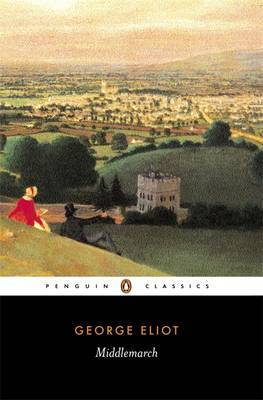 PENGUIN CLASSICS
GEORGE ELIOT
Middlemarch